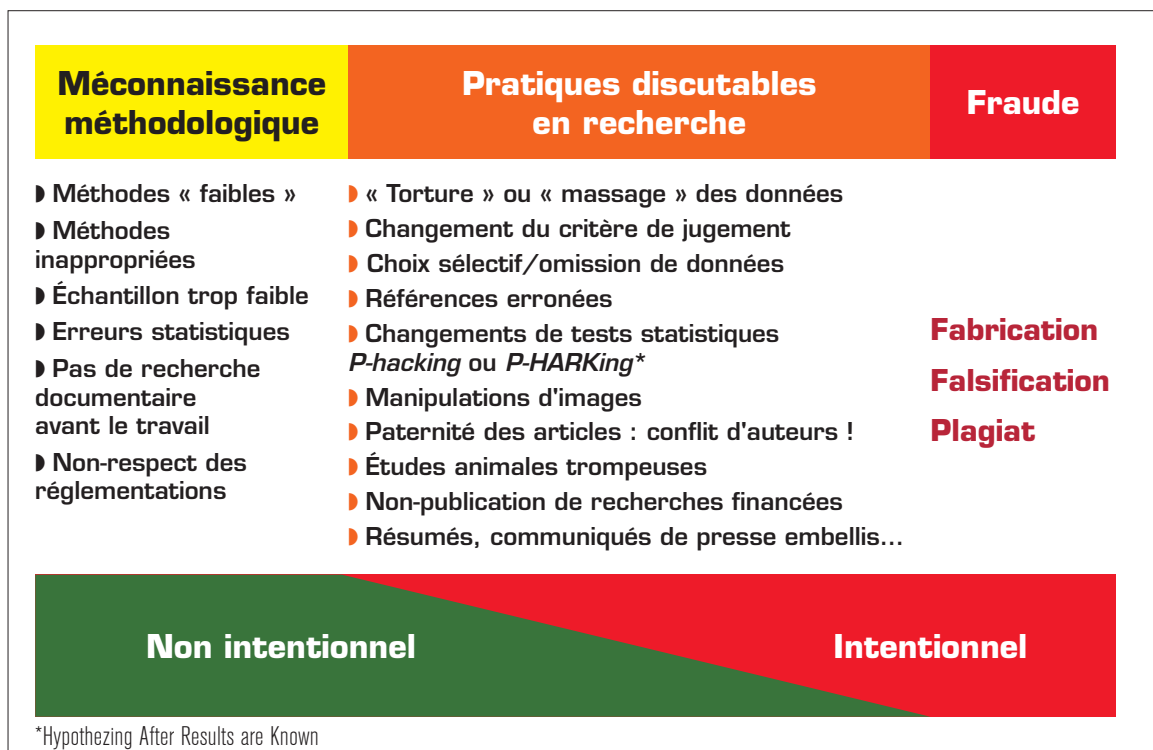 Méconnaissance
méthodologique
Pratiques discutables
en recherche
Fraude
◗ Méthodes « faibles »
◗ Méthodes
inappropriées
◗ Échantillon trop faible
◗ Erreurs statistiques
◗ Pas de recherche
documentaire
avant le travail
◗ Non-respect des
réglementations
◗ « Torture » ou « massage » des données
◗ Changement du critère de jugement
◗ Choix sélectif/omission de données
◗ Références erronées
◗ Changements de tests statistiques
P-hacking ou P-HARKing*
◗ Manipulations d'images
◗ Paternité des articles : conflit d'auteurs !
◗ Études animales trompeuses
◗ Non-publication de recherches financées
◗ Résumés, communiqués de presse embellis...
Fabrication
Falsification
Plagiat
Non intentionnel
Intentionnel
*Hypothezing After Results are Known